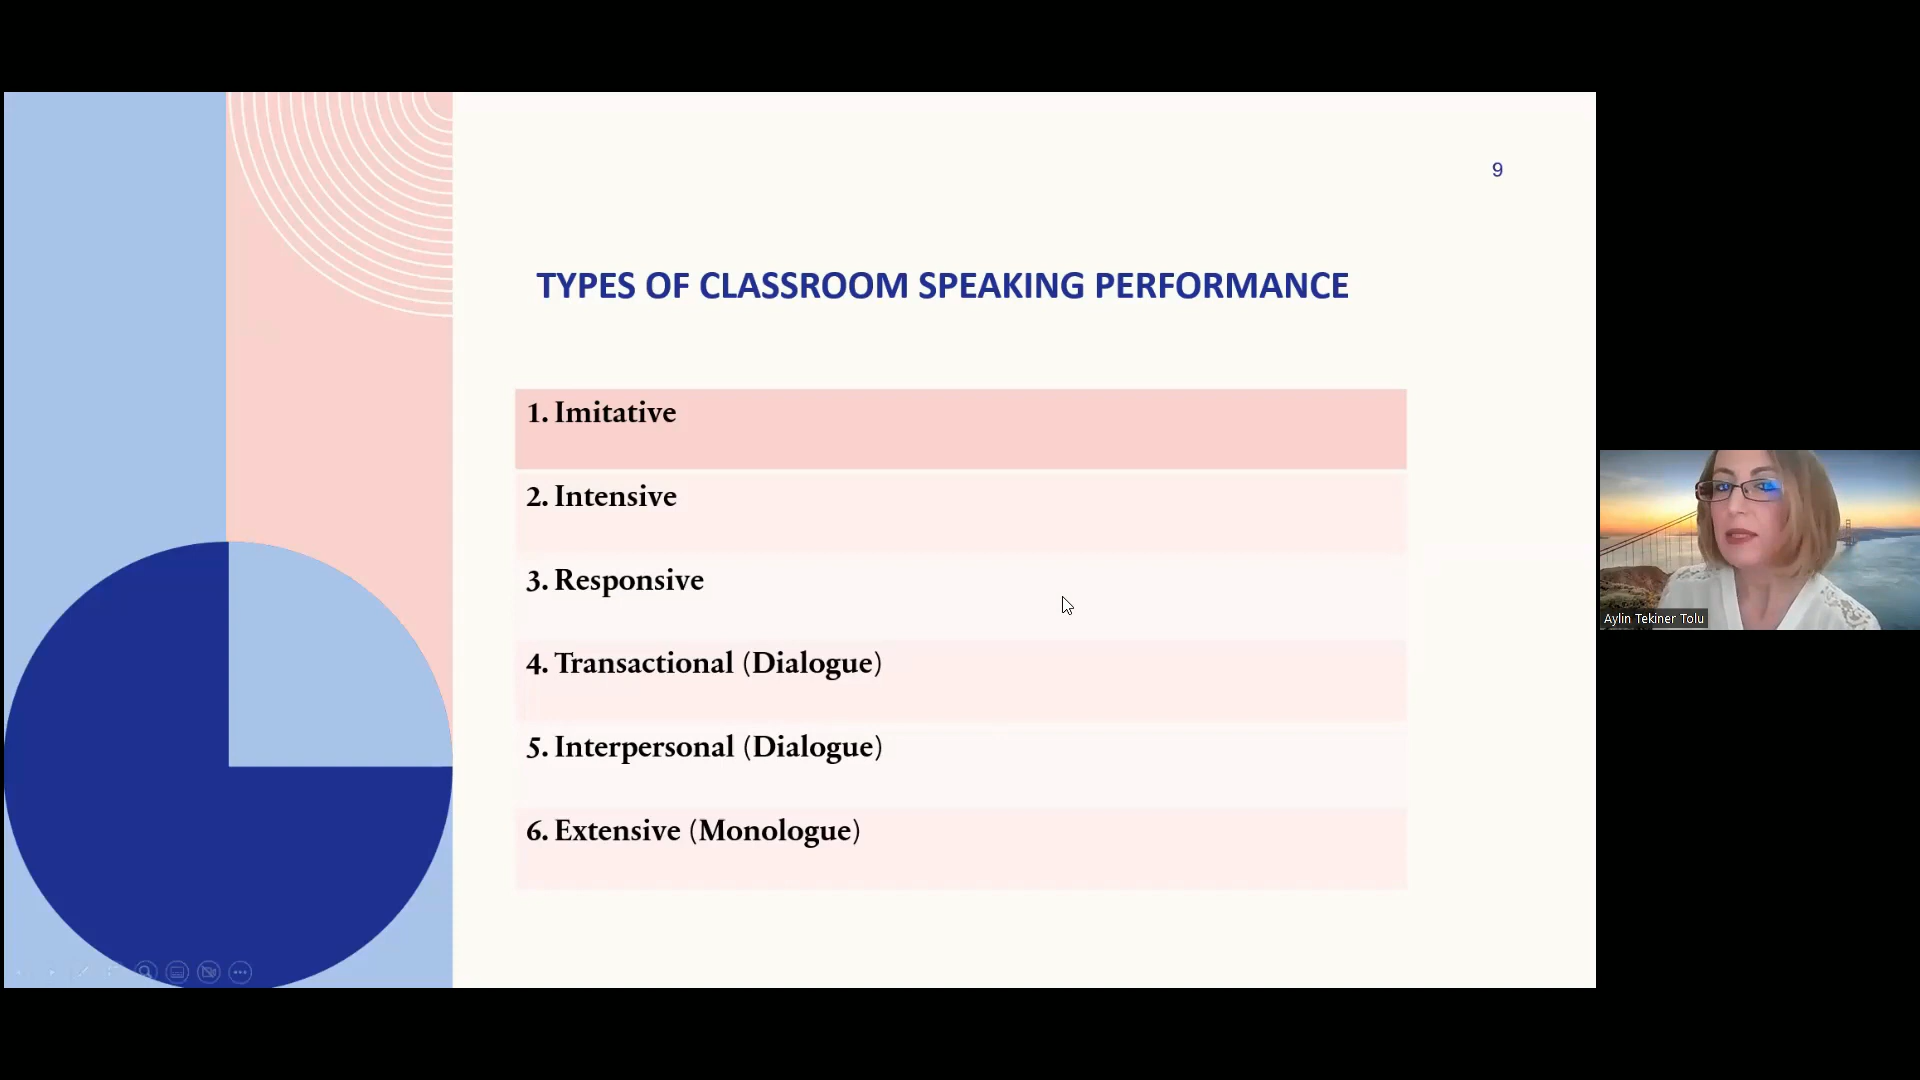 9
TYPES OF CLASSROOM SPEAKING PERFORMANCE
1. Imitative
2. Intensive
3. Responsive
4. Transactional (Dialogue)
5. Interpersonal (Dialogue)
6. Extensive (Monologue)
Aylin Tekiner Tolu